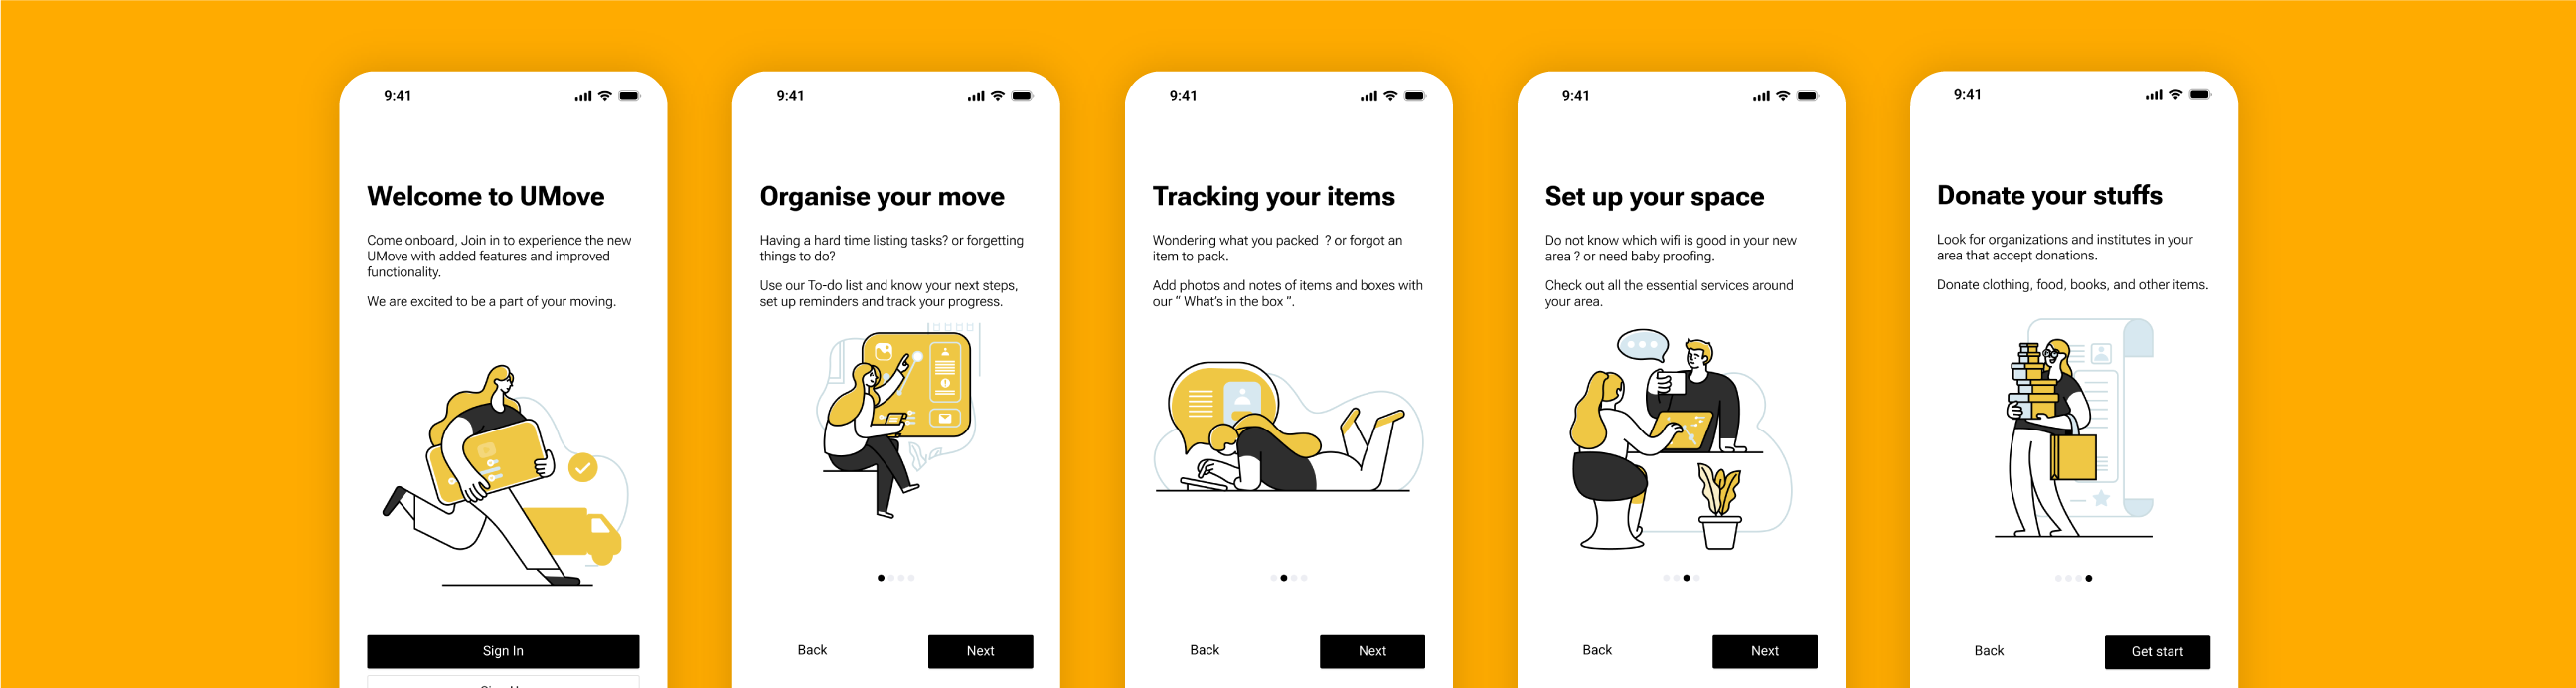 9:41
Welcome to UMove
Come onboard, Join in to experience the new
UMove with added features and improved
functionality.
We are excited to be a part of your moving.
Sign In
9:41
Organise your move
Having a hard time listing tasks? or forgetting
things to do?
Use our To-do list and know your next steps,
set up reminders and track your progress.
Back
Next
9:41
Tracking your items
Wondering what you packed  ? or forgot an
item to pack.
Add photos and notes of items and boxes with
our “ What's in the box ”.
Back
Next
9:41
Set up your space
Do not know which wifi is good in your new
area ? or need baby proofing.
Check out all the essential services around
your area.
Back
Next
9:41
Donate your stuffs
Look for organizations and institutes in your
area that accept donations.
Donate clothing, food, books, and other items.
Back
Get start